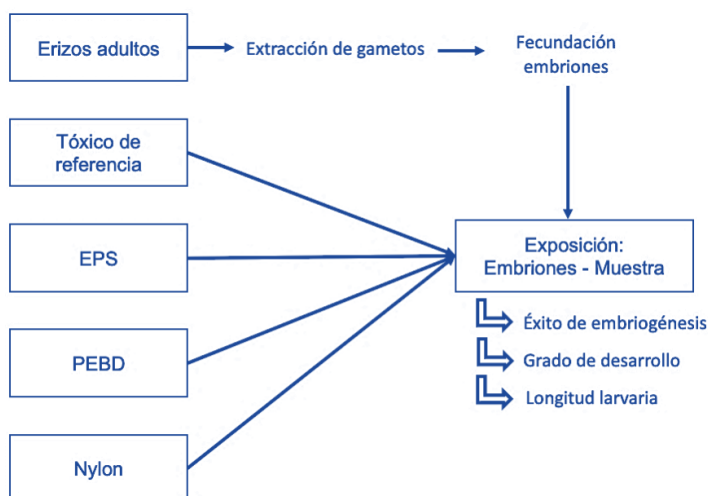 Erizos adultos
Extracción de gametos
Fecundación
embriones
Tóxico de
referencia
EPS
Exposición:
Embriones - Muestra
Éxito de embriogénesis
Grado de desarrollo
Longitud larvaria
PEBD
Nylon